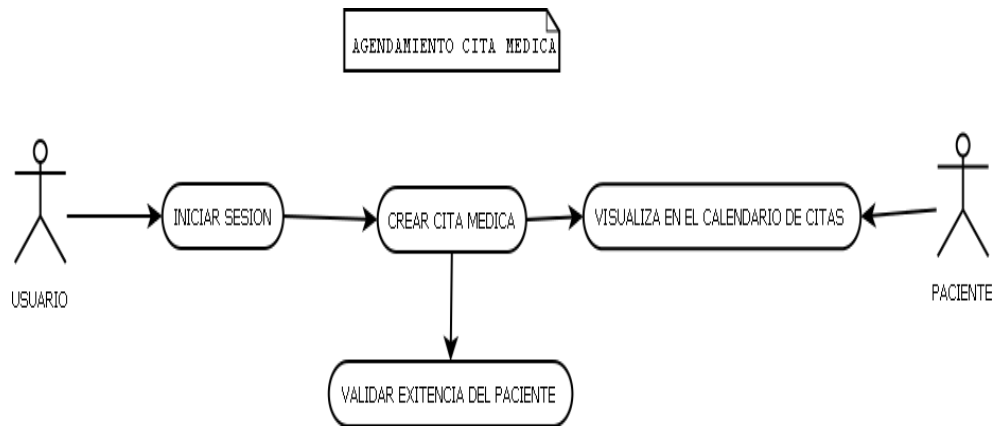 AGENDAMIENTO CITA MEDICA
INICIAR SESION
CREAR CITA MEDICA
VISUALIZA EN EL CALENDARIO DE CITAS
USUARIO
PACIENTE
VALIDAR EXITENCIA DEL PACIENTE